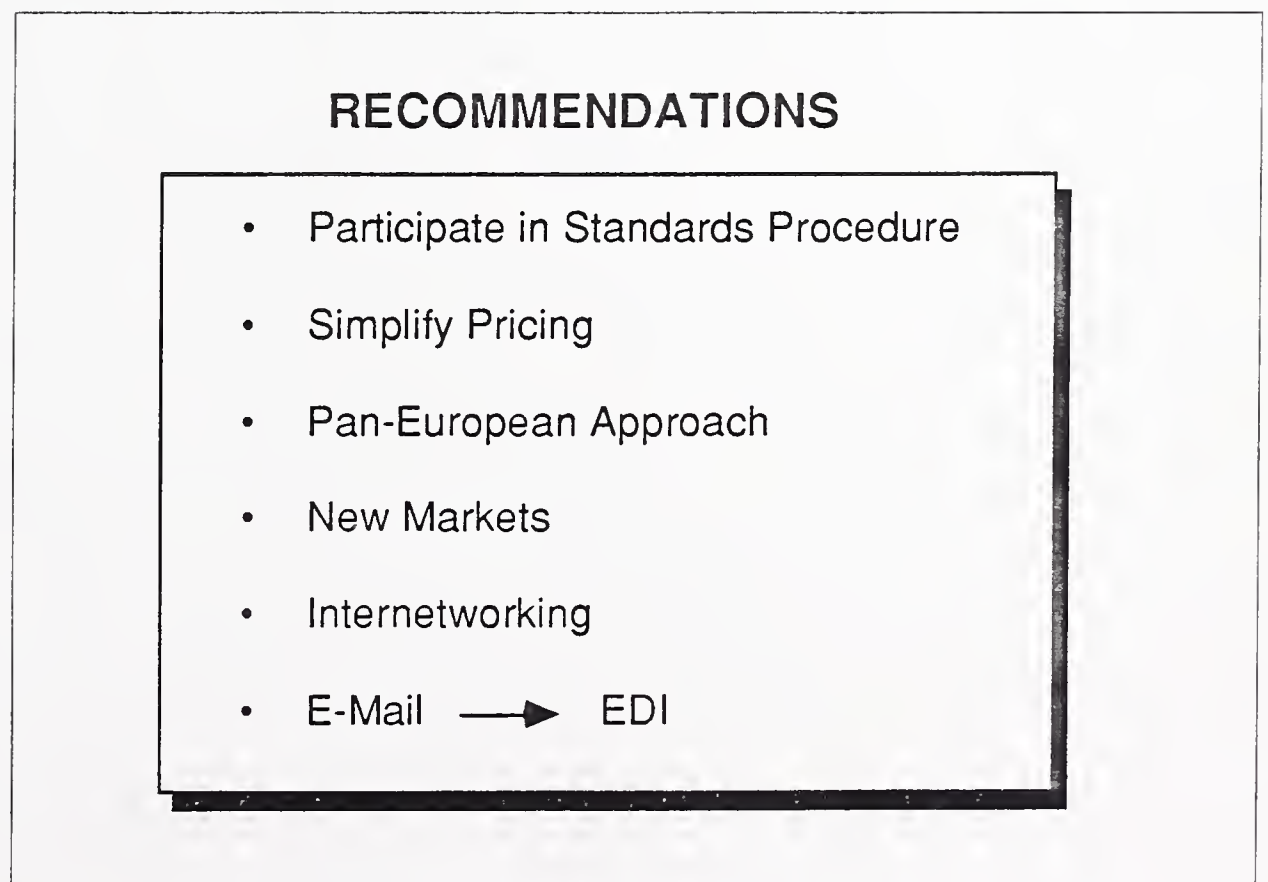 RECOMMENDATIONS
• Participate in Standards Procedure
• Simplify Pricing
• Pan-European Approach
• New Markets
• Internetworking
• E-Mail → EDI